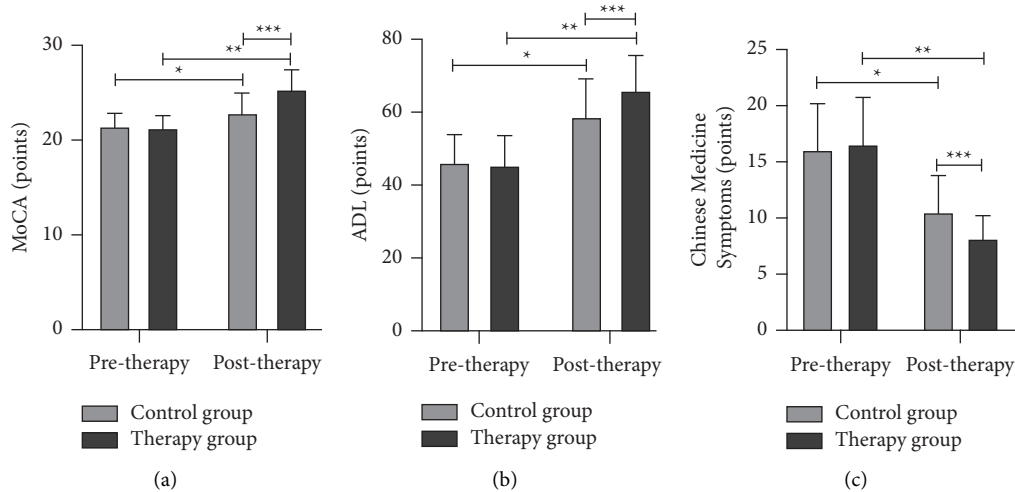 MoCA (points)
30
20
10
0
*
**
***
Pre-therapy
Post-therapy
Control group
Therapy group
(a)
ADL (points)
80
60
40
20
0
*
**
***
Pre-therapy
Post-therapy
Control group
Therapy group
(b)
Chinese Medicine
Symptoms (points)
25
20
15
10
5
0
*
**
***
Pre-therapy
Post-therapy
Control group
Therapy group
(c)